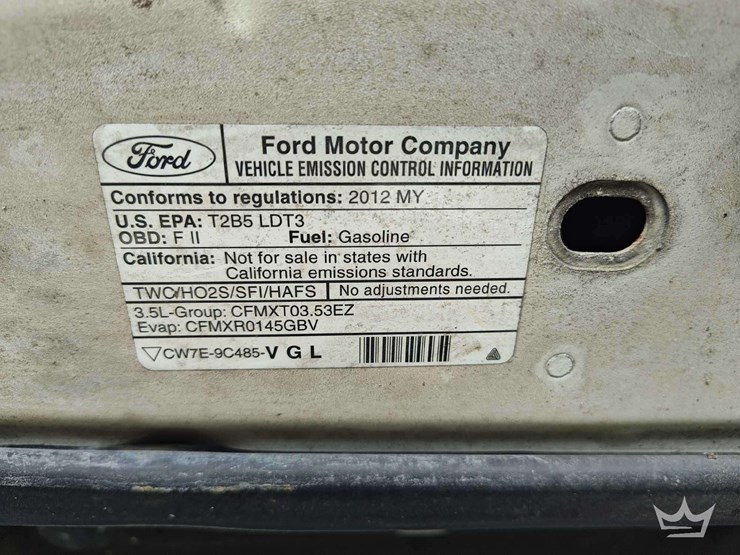 Ford
Ford Motor Company
VEHICLE EMISSION CONTROL INFORMATION
Conforms to regulations: 2012 MY
U.S. EPA: T2B5 LDT3
OBD: F II Fuel: Gasoline
California: Not for sale in states with
California emissions standards.
TWC/HO2S/SFI/HAFS No adjustments needed.
3.5L-Group: CFMXT03.53EZ
Evap: CFMXR0145GBV
CW7E-9C485-V G L